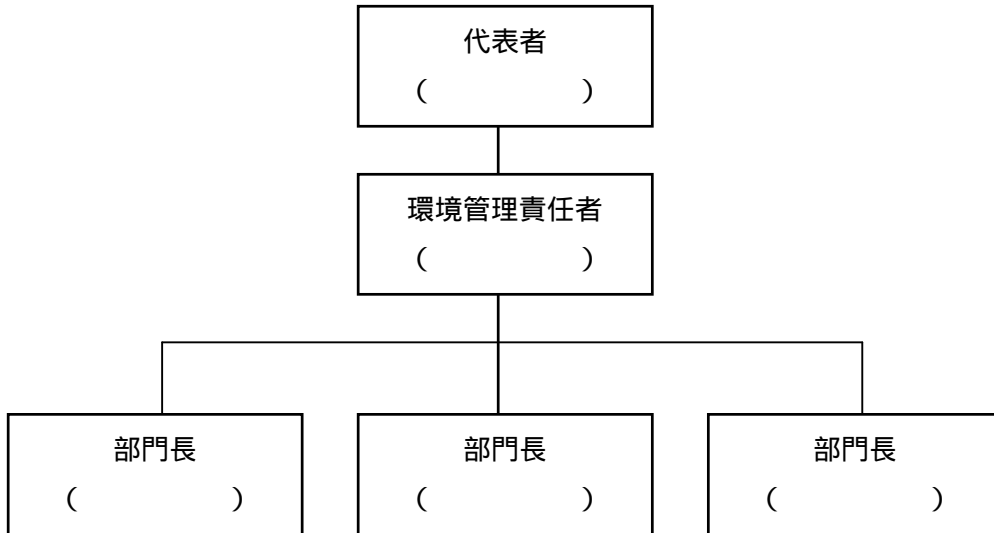 代表者
(　　　　　)
環境管理責任者
(　　　　　)
部門長　部門長　部門長
(　　　　　)　(　　　　　)　(　　　　　)